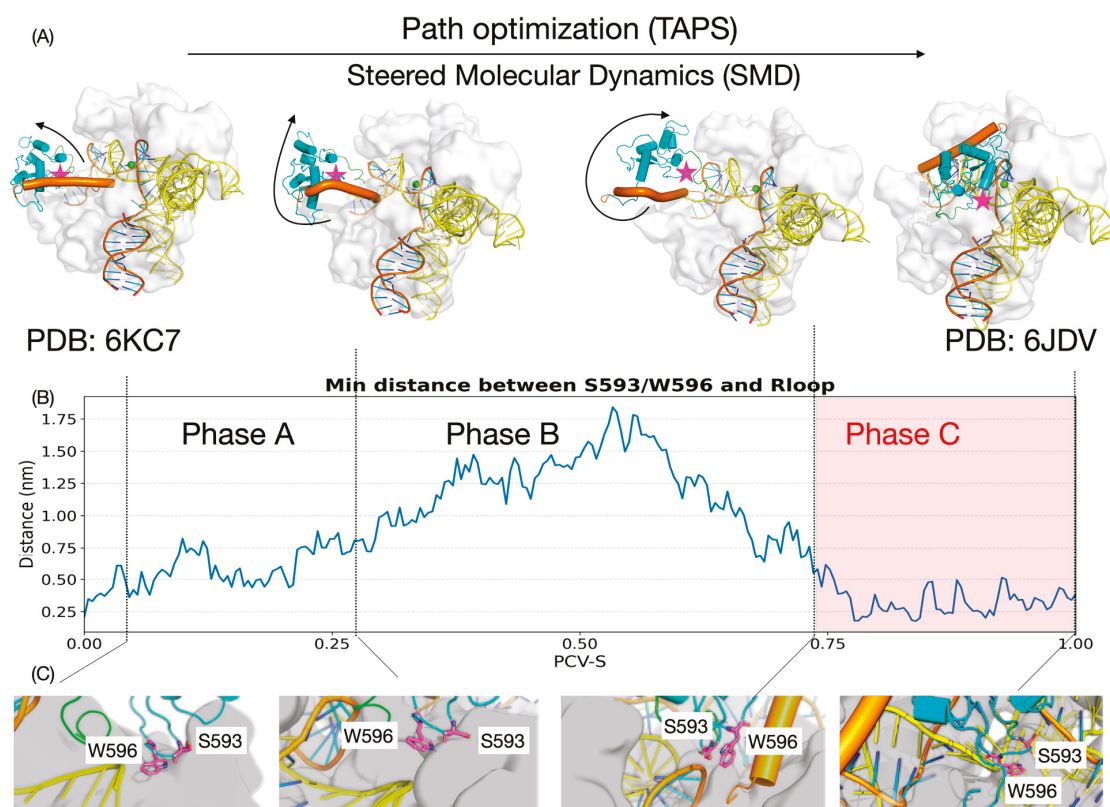 (A)
Path optimization (TAPS)
Steered Molecular Dynamics (SMD)
PDB: 6KC7
PDB: 6JDV
Min distance between S593/W596 and Rloop
(B)
Phase A
Phase B
Phase C
Distance (nm)
1.75
1.50
1.25
1.00
0.75
0.50
0.25
0.00
0.25
0.50
0.75
1.00
PCV-S
(C)
W596
S593
W596
S593
S593
W596
S593
W596